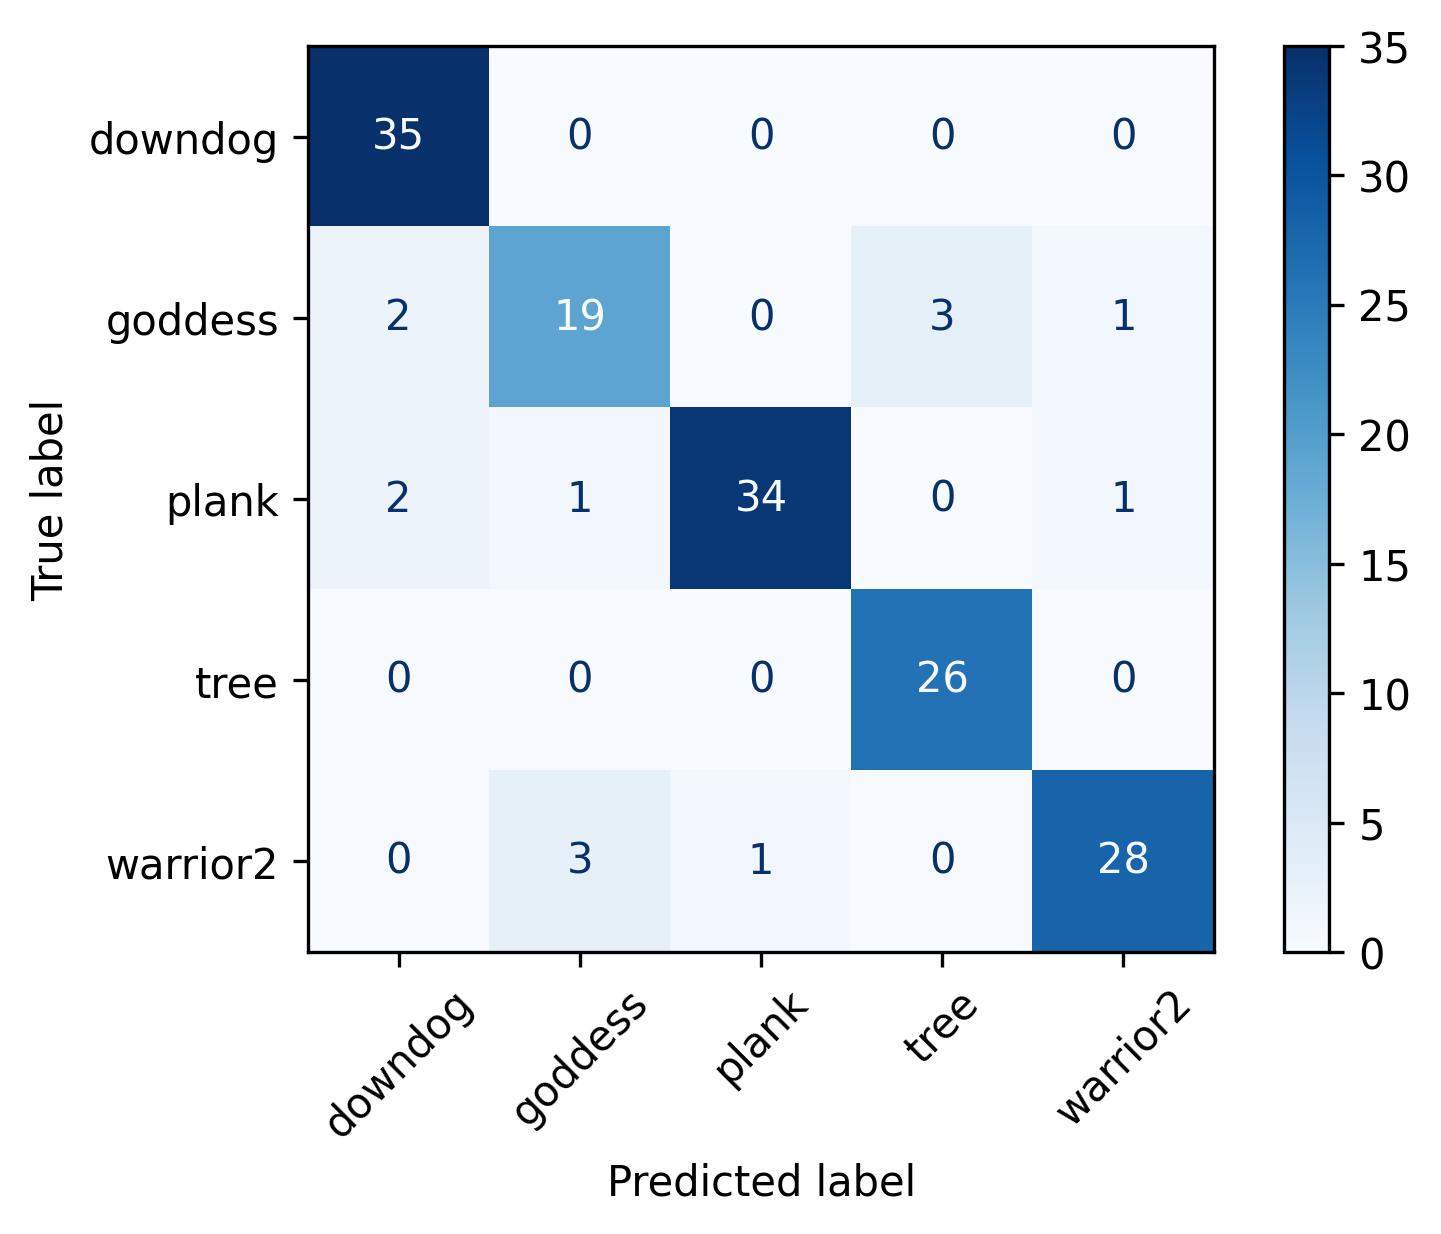 downdog 35 0 0 0 0
goddess 2 19 0 3 1
plank 2 1 34 0 1
tree 0 0 0 26 0
warrior2 0 3 1 0 28
downdog goddess plank tree warrior2
Predicted label
True label
35
30
25
20
15
10
5
0